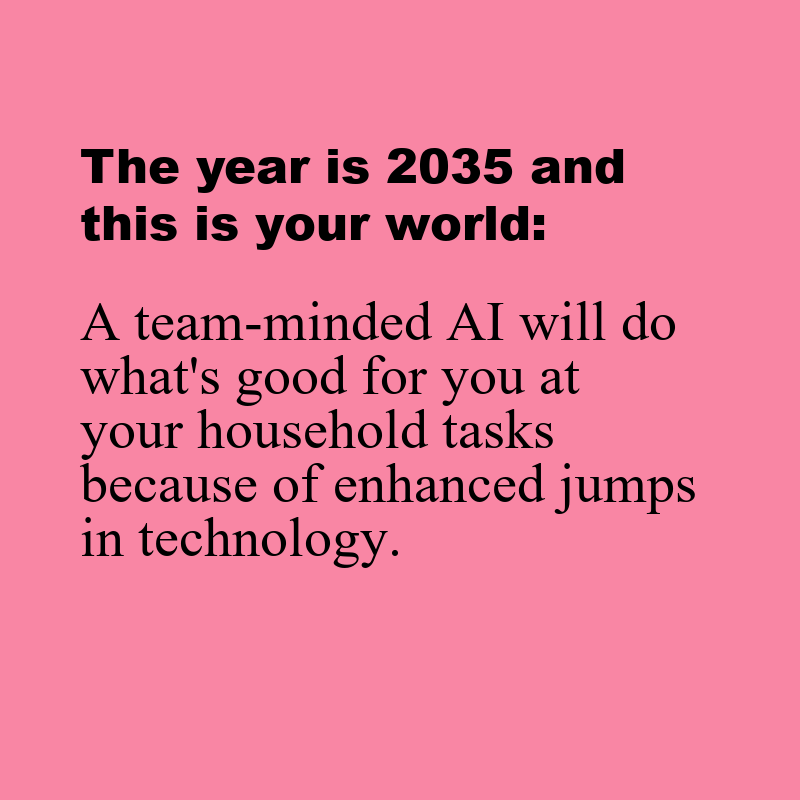 The year is 2035 and
this is your world:
A team-minded AI will do
what's good for you at
your household tasks
because of enhanced jumps
in technology.